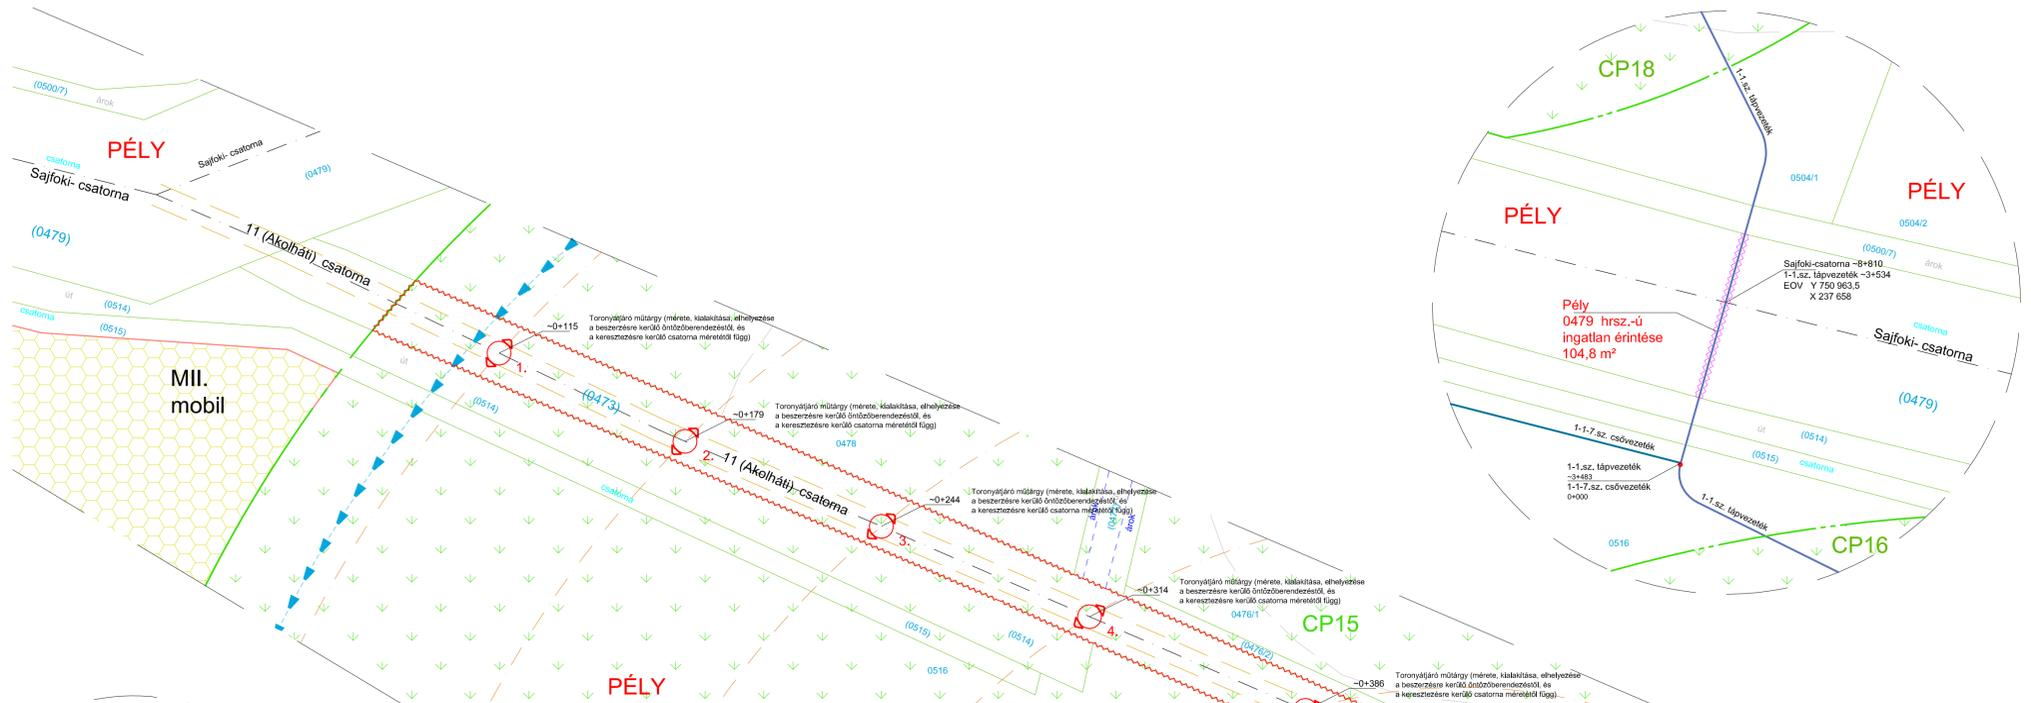 (0500/7)
árok
PÉLY
csatorna
Sajfoki- csatorna
Sajfoki- csatorna
(0479)
(0479)
11 (Akolháti) csatorna
út
(0514)
csatorna
(0515)
MII.
mobil
út
~0+115
Toronyátjáró műtárgy (mérete, kialakítása, elhelyezése
a beszerzésre kerülő öntözőberendezéstől, és
a keresztezésre kerülő csatorna méretétől függ)
1.
(0514)
(0473)
~0+179
Toronyátjáró műtárgy (mérete, kialakítása, elhelyezése
a beszerzésre kerülő öntözőberendezéstől, és
a keresztezésre kerülő csatorna méretétől függ)
0478
2.
11 (Akolháti) csatorna
csatorna
~0+244
Toronyátjáró műtárgy (mérete, kialakítása, elhelyezése
a beszerzésre kerülő öntözőberendezéstől, és
a keresztezésre kerülő csatorna méretétől függ)
árok
árok
3.
~0+314
Toronyátjáró műtárgy (mérete, kialakítása, elhelyezése
a beszerzésre kerülő öntözőberendezéstől, és
a keresztezésre kerülő csatorna méretétől függ)
0476/1
CP15
4.
(0476/2)
(0515)
(0514)
0516
PÉLY
~0+386
Toronyátjáró műtárgy (mérete, kialakítása, elhelyezése
a beszerzésre kerülő öntözőberendezéstől, és
a keresztezésre kerülő csatorna méretétől függ)
CP18
1-1.sz. tápvezeték
0504/1
PÉLY
PÉLY
0504/2
(0500/7)
árok
Sajfoki-csatorna ~8+810
1-1.sz. tápvezeték ~3+534
EOV Y 750 963,5
X 237 658
Pély
0479 hrsz.-ú
ingatlan érintése
104,8 m²
csatorna
Sajfoki- csatorna
(0479)
1-1-7.sz. csővezeték
út
(0514)
(0515)
csatorna
1-1.sz. tápvezeték
~3+483
1-1-7.sz. csővezeték
0+000
1-1.sz. tápvezeték
0516
CP16